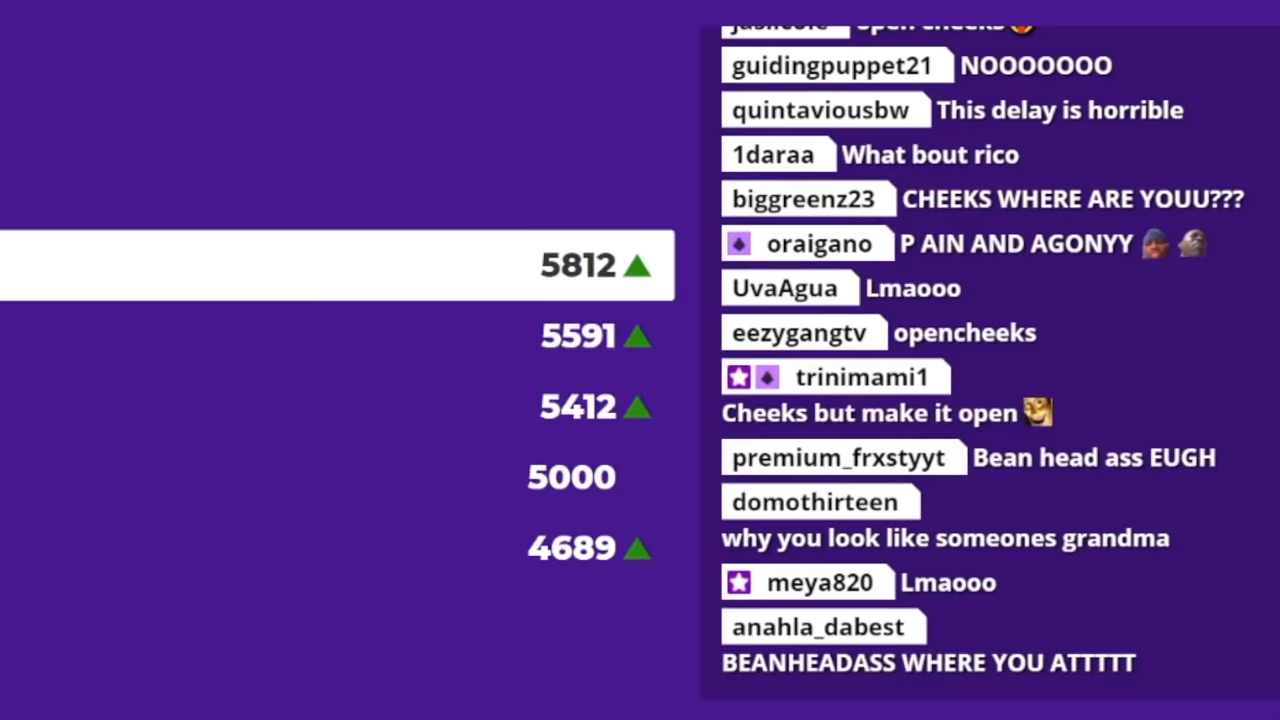 5812
5591
5412
5000
4689
open cheeks
guidingpuppet21 NOOOOOOO
quintaviousbw This delay is horrible
1daraa What bout rico
biggreenz23 CHEEKS WHERE ARE YOUU???
oraigano P AIN AND AGONYY
UvaAgua Lmaooo
eezygangtv opencheeks
trinimami1
Cheeks but make it open
premium_frxstyyt Bean head ass EUGH
domothirteen
why you look like someones grandma
meya820 Lmaooo
anahla_dabest
BEANHEADASS WHERE YOU ATTTTT